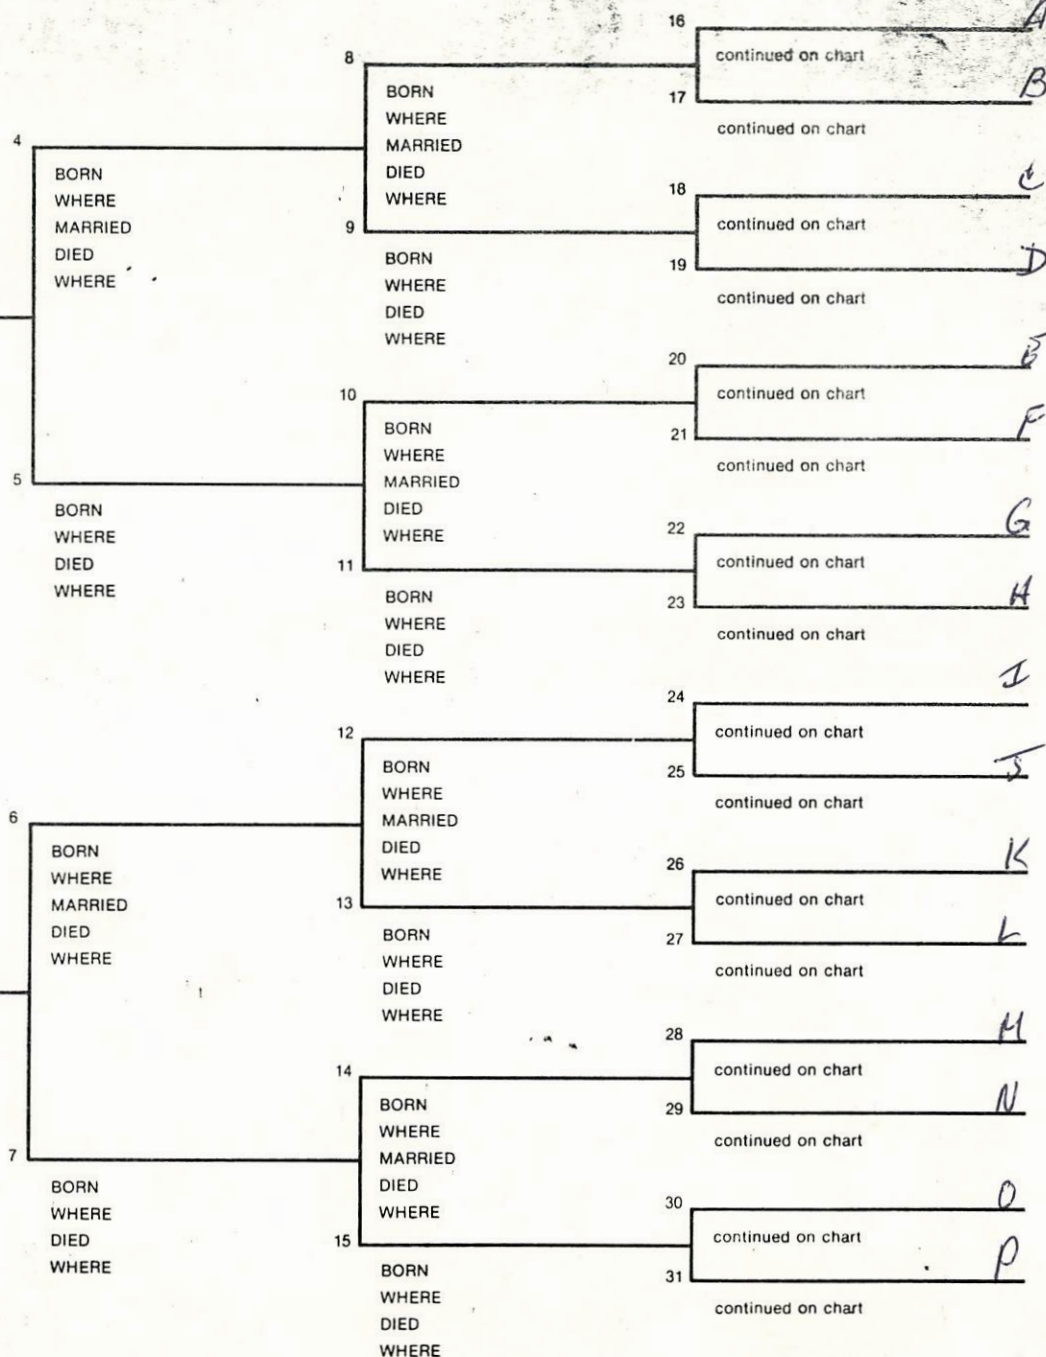 16 A
continued on chart
8
BORN
17 B
WHERE
continued on chart
4
MARRIED
BORN
DIED
WHERE
WHERE
18 C
MARRIED
continued on chart
9
DIED
BORN
19 D
WHERE
WHERE
continued on chart
DIED
WHERE
20 E
continued on chart
10
BORN
21 F
WHERE
continued on chart
5
MARRIED
BORN
DIED
WHERE
WHERE
22 G
DIED
continued on chart
11
WHERE
BORN
23 H
WHERE
continued on chart
DIED
WHERE
24 I
continued on chart
12
BORN
25 J
WHERE
continued on chart
6
MARRIED
BORN
DIED
WHERE
WHERE
26 K
MARRIED
continued on chart
13
DIED
BORN
27 L
WHERE
WHERE
continued on chart
DIED
WHERE
28 M
continued on chart
14
BORN
29 N
WHERE
continued on chart
7
MARRIED
BORN
DIED
WHERE
WHERE
30 O
DIED
continued on chart
15
WHERE
BORN
31 P
WHERE
continued on chart
DIED
WHERE